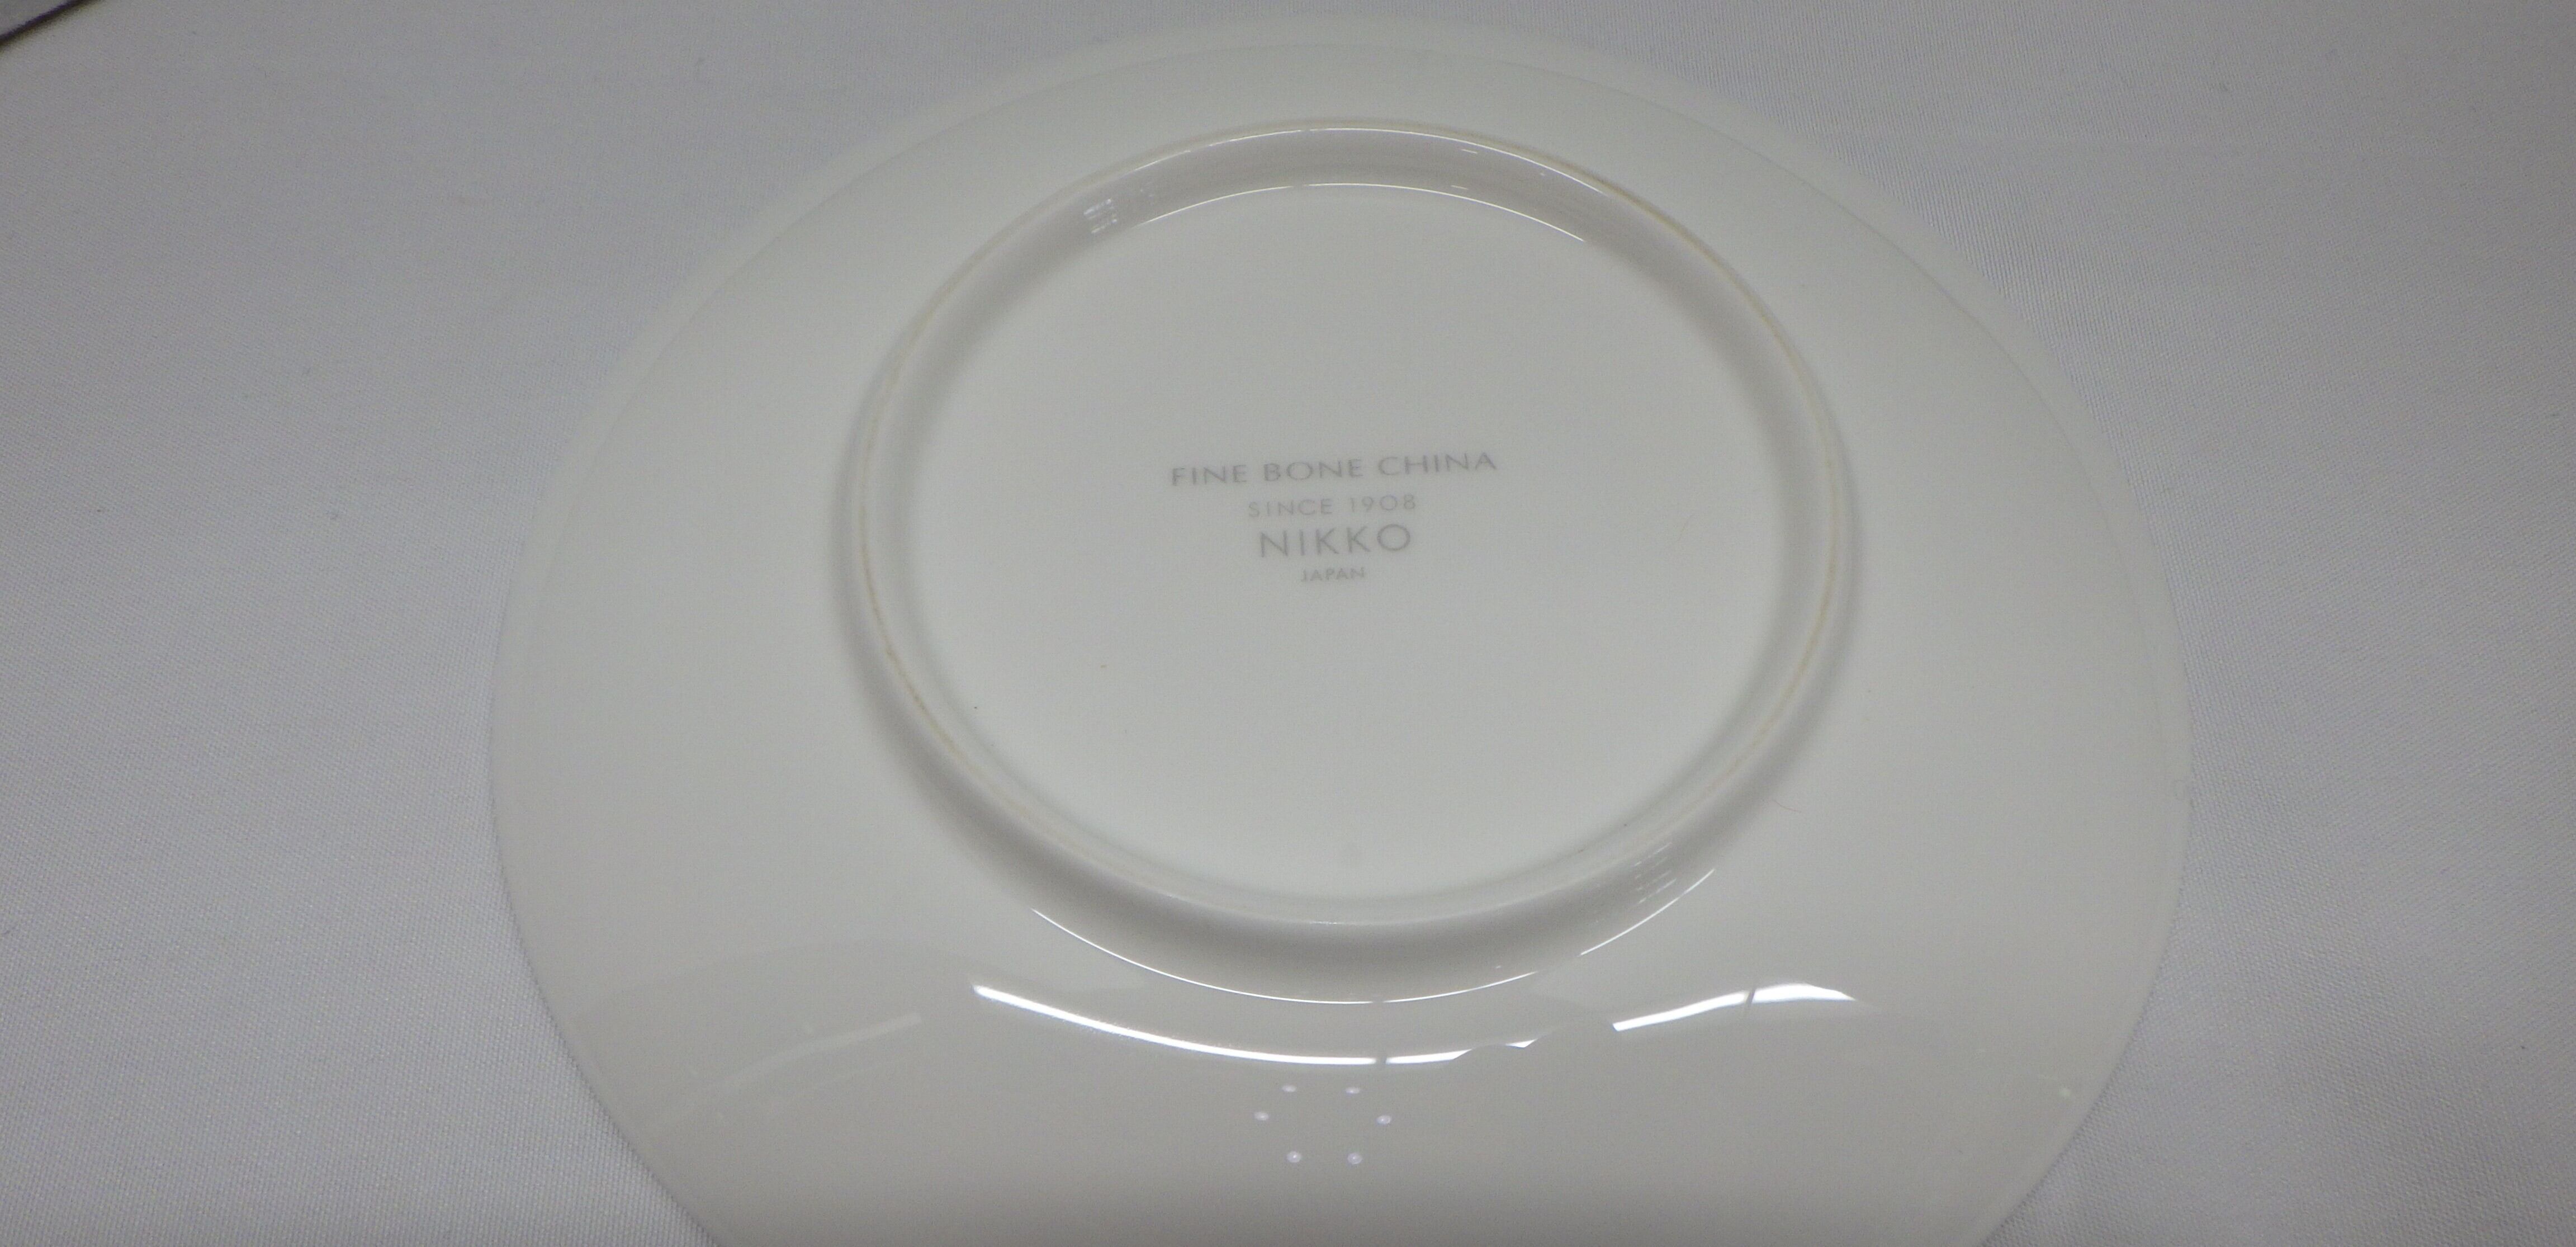 FINE BONE CHINA
SINCE 1908
NIKKO
JAPAN